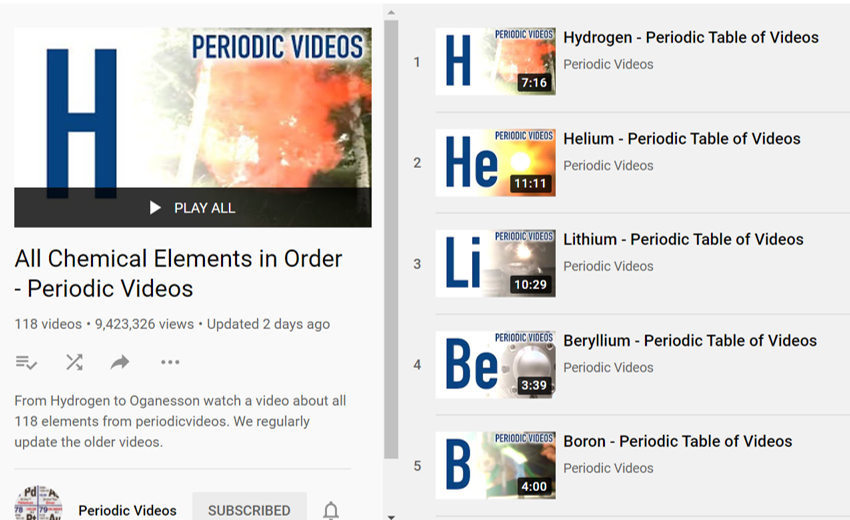 H
PERIODIC VIDEOS
PLAY ALL
All Chemical Elements in Order
- Periodic Videos
118 videos • 9,423,326 views • Updated 2 days ago
From Hydrogen to Oganesson watch a video about all
118 elements from periodicvideos. We regularly
update the older videos.
Pd
78
79
Periodic Videos
SUBSCRIBED
1
H
PERIODIC VIDEOS
7:16
Hydrogen - Periodic Table of Videos
Periodic Videos
2
He
PERIODIC VIDEOS
11:11
Helium - Periodic Table of Videos
Periodic Videos
3
Li
PERIODIC VIDEOS
10:29
Lithium - Periodic Table of Videos
Periodic Videos
4
Be
PERIODIC VIDEOS
3:39
Beryllium - Periodic Table of Videos
Periodic Videos
5
B
PERIODIC VIDEOS
4:00
Boron - Periodic Table of Videos
Periodic Videos